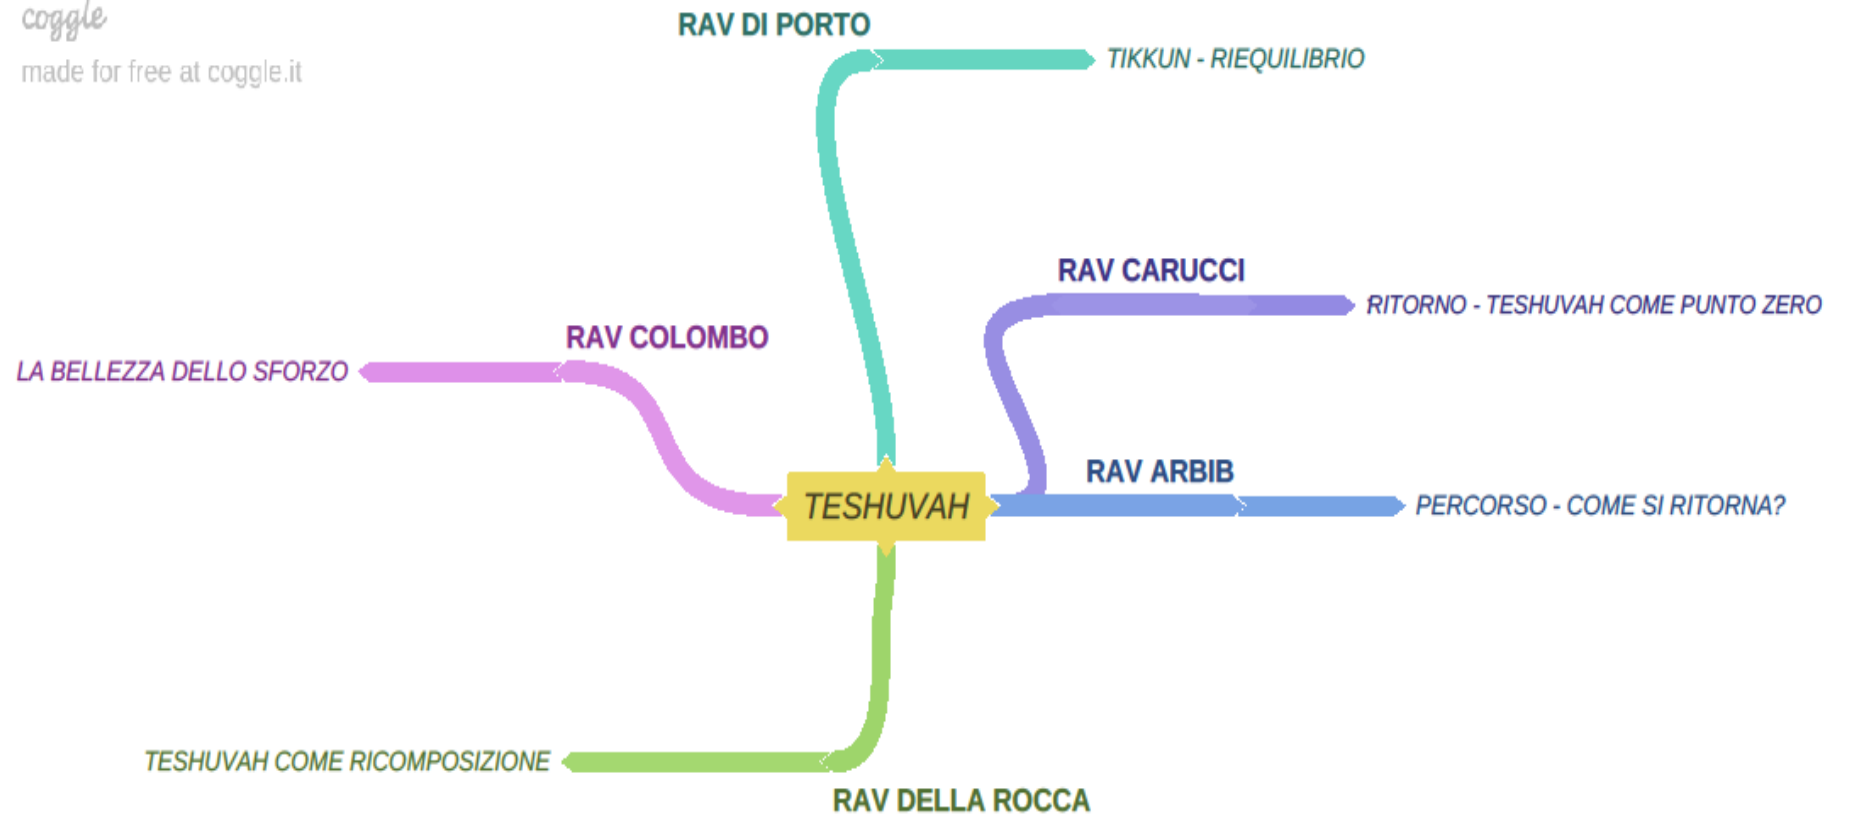 coggle
made for free at coggle.it
RAV DI PORTO
TIKKUN - RIEQUILIBRIO
RAV CARUCCI
RITORNO - TESHUVAH COME PUNTO ZERO
RAV COLOMBO
LA BELLEZZA DELLO SFORZO
RAV ARBIB
TESHUVAH
PERCORSO - COME SI RITORNA?
TESHUVAH COME RICOMPOSIZIONE
RAV DELLA ROCCA